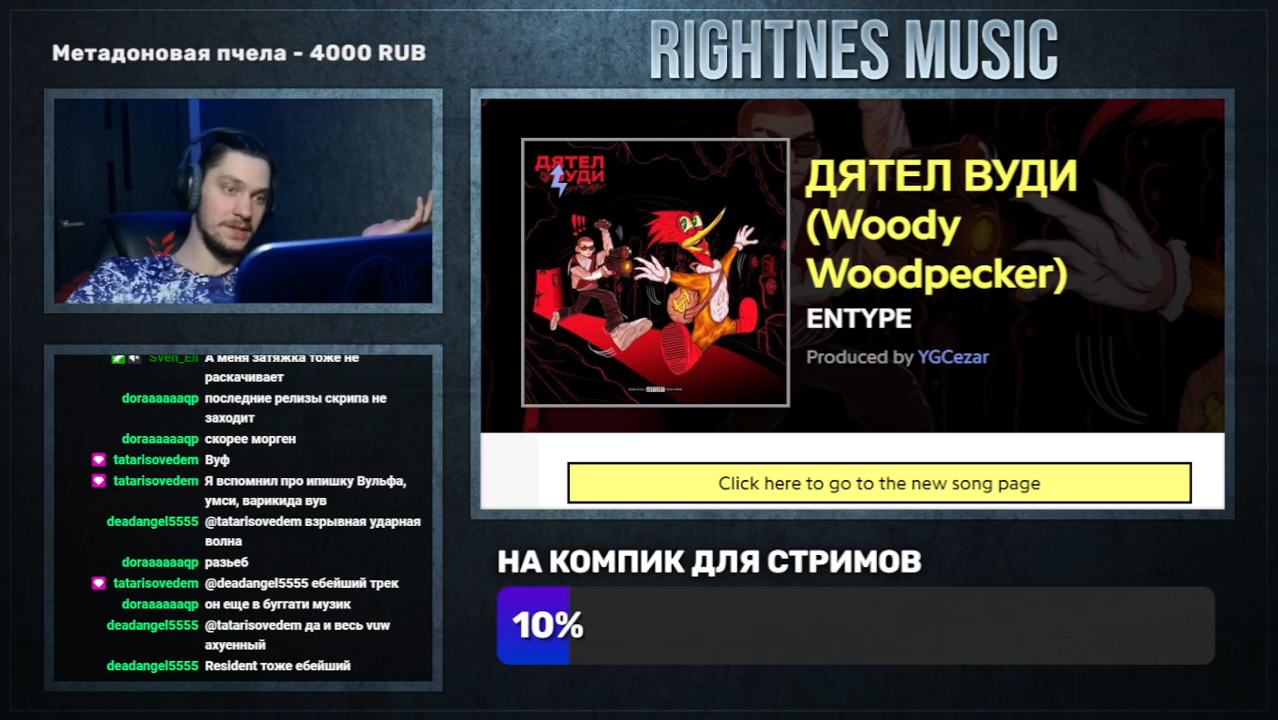 Метадоновая пчела - 4000 RUB
RIGHTNES MUSIC
ДЯТЕЛ
ВУДИ
ДЯТЕЛ ВУДИ
(Woody
Woodpecker)
ENTYPE
Produced by YGCezar
Click here to go to the new song page
Sven_Ell А меня затяжка тоже не
раскачивает
doraaaaaaqp последние релизы скрипа не
заходит
doraaaaaaqp скорее морген
tatarisovedem Вуф
tatarisovedem Я вспомнил про ипишку Вульфа,
умси, варикида вув
deadangel5555 @tatarisovedem взрывная ударная
волна
doraaaaaaqp разьеб
tatarisovedem @deadangel5555 ебейший трек
doraaaaaaqp он еще в буггати музик
deadangel5555 @tatarisovedem да и весь vuw
ахуенный
deadangel5555 Resident тоже ебейший
НА КОМПИК ДЛЯ СТРИМОВ
10%